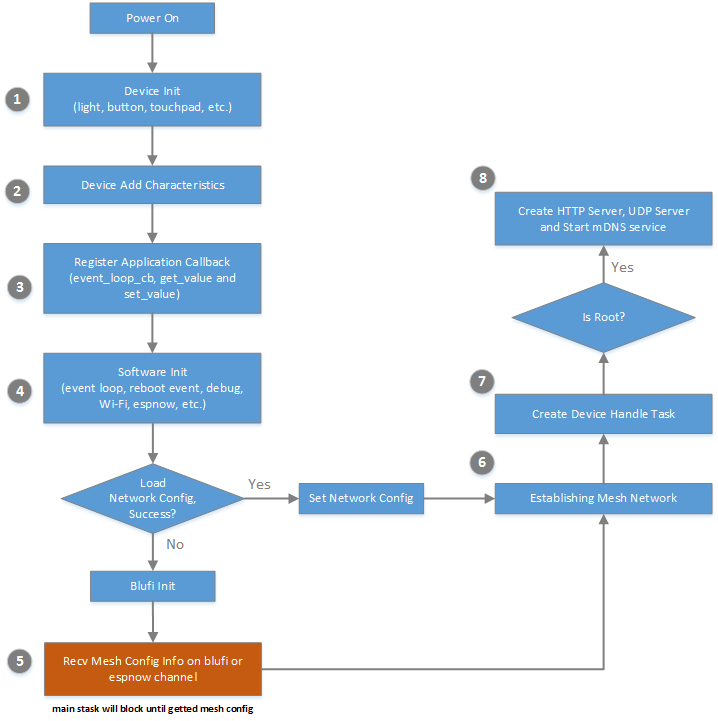 Power On
1
Device Init
(light, button, touchpad, etc.)
2
Device Add Characteristics
3
Register Application Callback
(event_loop_cb, get_value and
set_value)
4
Software Init
(event loop, reboot event, debug,
Wi-Fi, espnow, etc.)
Load
Network Config,
Success?
Yes
Set Network Config
No
Blufi Init
5
Recv Mesh Config Info on blufi or
espnow channel
main stask will block until getted mesh config
6
Establishing Mesh Network
7
Create Device Handle Task
Is Root?
Yes
8
Create HTTP Server, UDP Server
and Start mDNS service